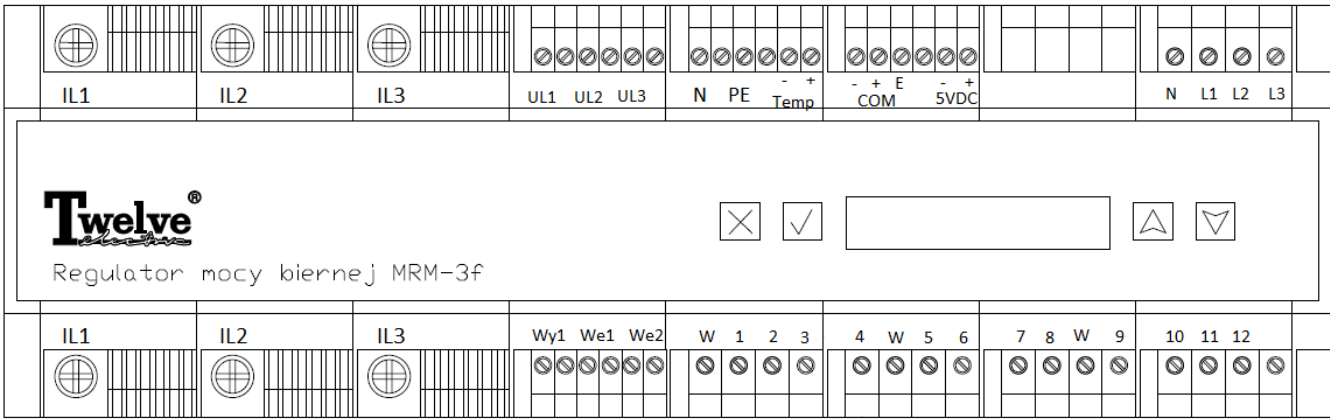 IL1 IL2 IL3 UL1 UL2 UL3 N PE - + Temp - + E COM - + 5VDC N L1 L2 L3
Twelve ®
electric
Regulator mocy biernej MRM-3f
IL1 IL2 IL3 Wy1 We1 We2 W 1 2 3 4 W 5 6 7 8 W 9 10 11 12